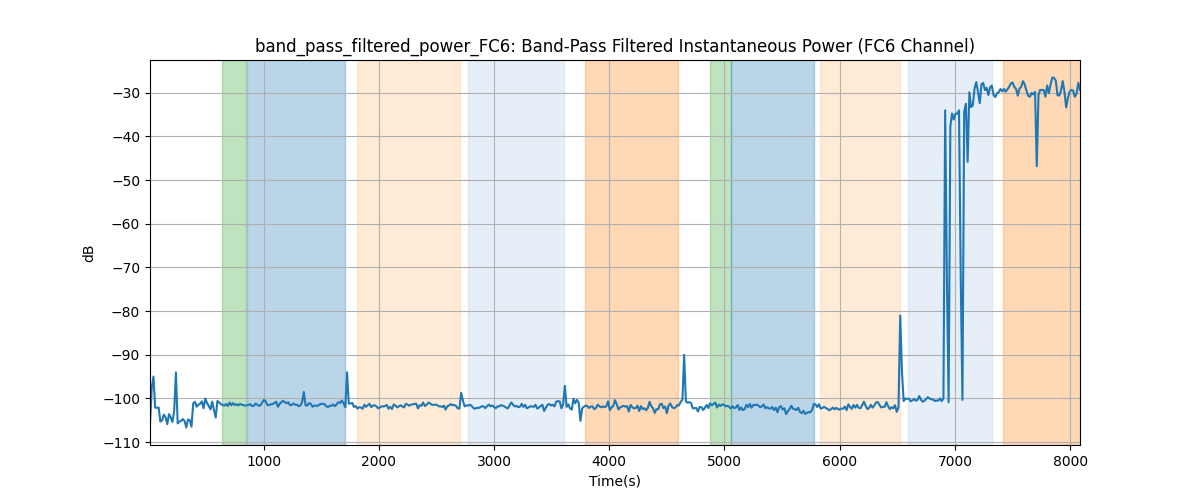 band_pass_filtered_power_FC6: Band-Pass Filtered Instantaneous Power (FC6 Channel)
dB
−30
−40
−50
−60
−70
−80
−90
−100
−110
1000 2000 3000 4000 5000 6000 7000 8000
Time(s)